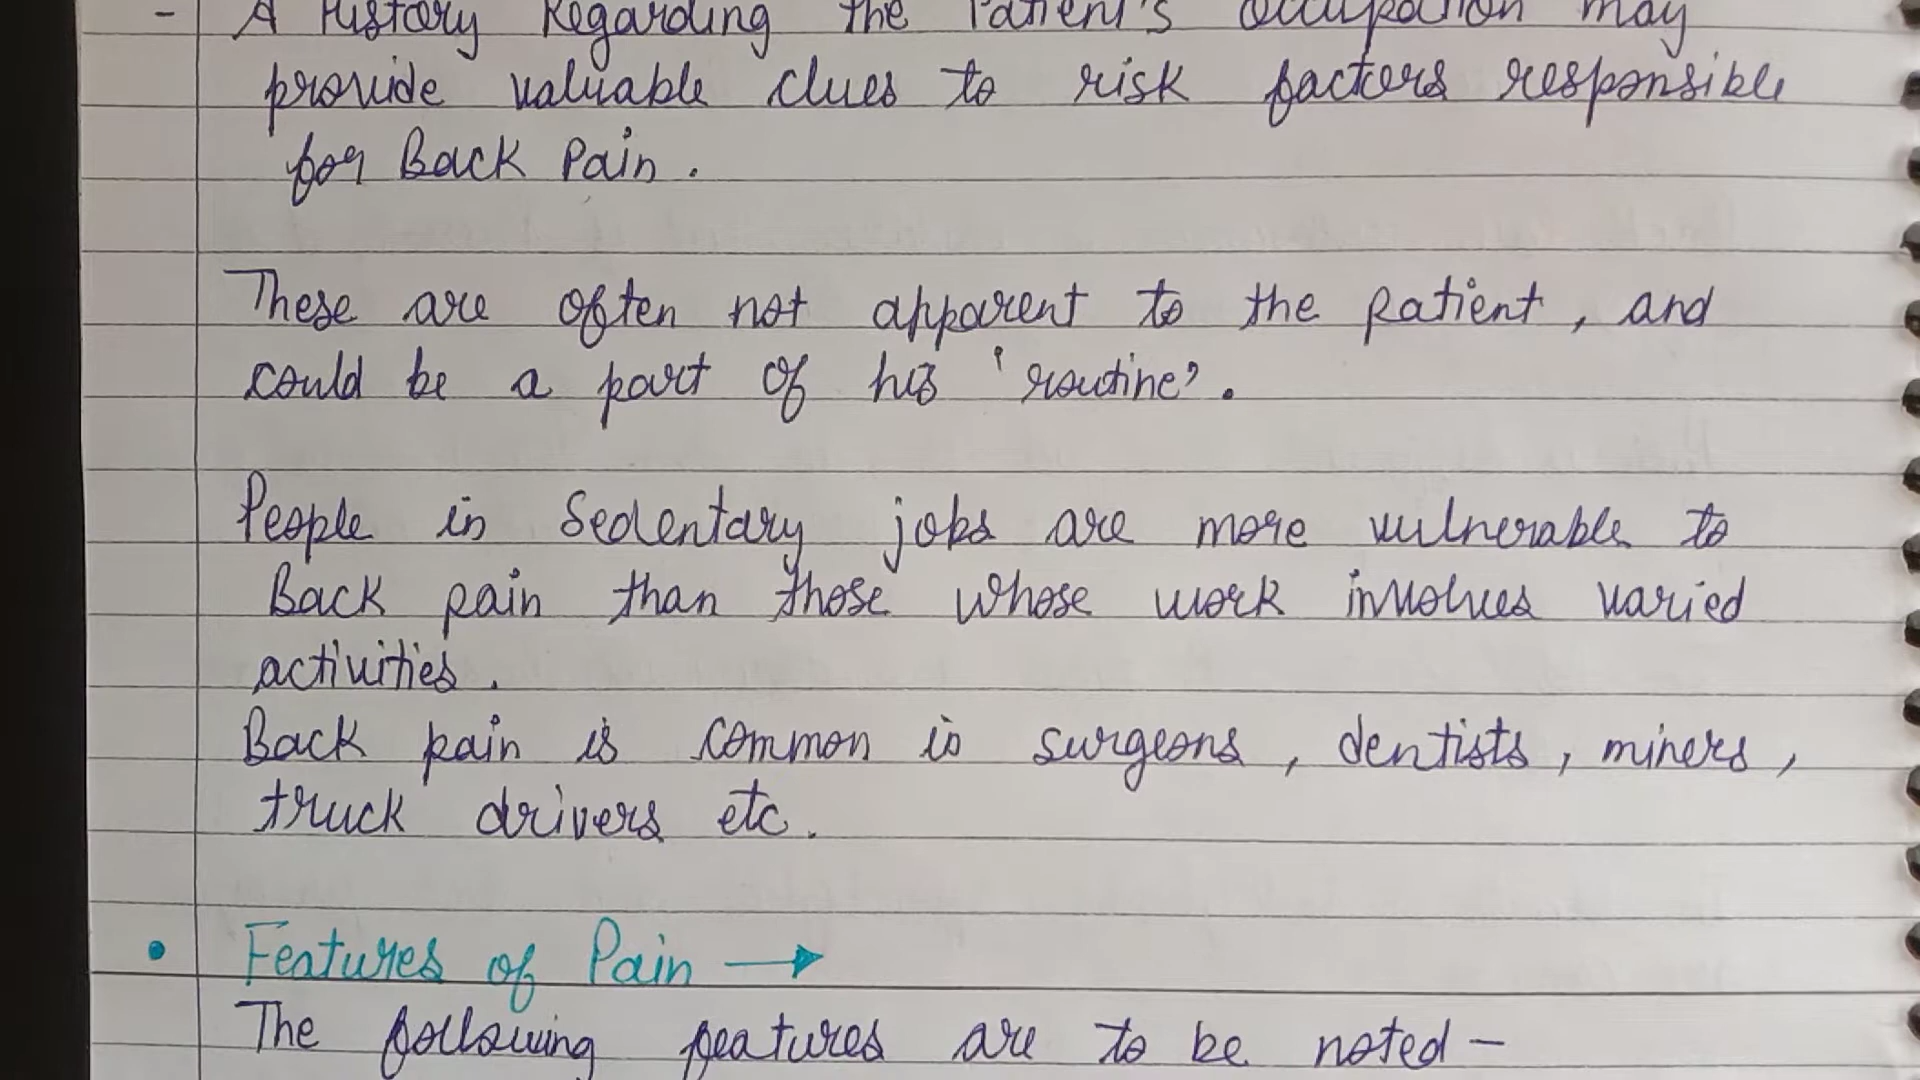 - A History Regarding the Patient's occupation may
provide valuable clues to risk factors responsible
for Back Pain.
These are often not apparent to the patient, and
could be a part of his 'routine'.
People in Sedentary jobs are more vulnerable to
Back pain than those whose work involves varied
activities.
Back pain is common in surgeons, dentists, miners,
truck drivers etc.
• Features of Pain →
The following features are to be noted -